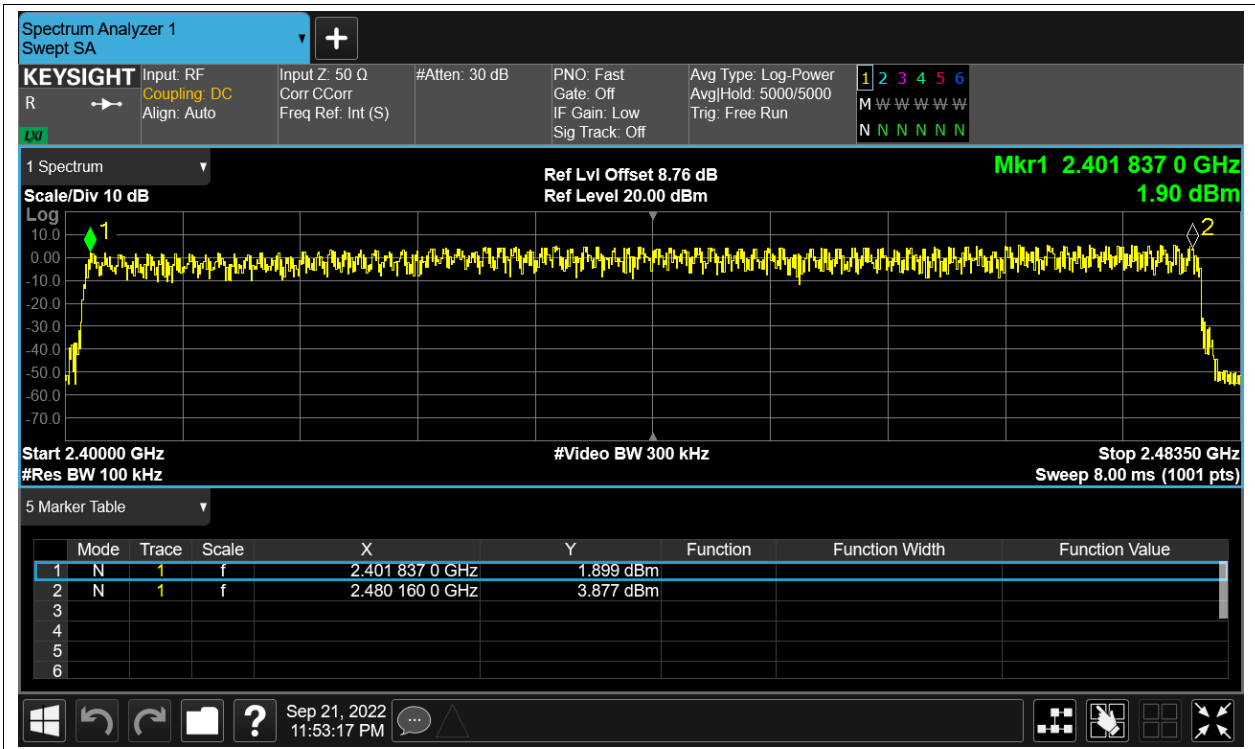 Spectrum Analyzer 1
Swept SA
KEYSIGHT Input: RF Input Z: 50 Ω #Atten: 30 dB PNO: Fast Avg Type: Log-Power 1 2 3 4 5 6
R Coupling: DC Corr CCorr Gate: Off Avg|Hold: 5000/5000 M W W W W W
Align: Auto Freq Ref: Int (S) IF Gain: Low Trig: Free Run
LXI Sig Track: Off N N N N N N
1 Spectrum Ref Lvl Offset 8.76 dB Mkr1 2.401 837 0 GHz
Scale/Div 10 dB Ref Level 20.00 dBm 1.90 dBm
Log
10.0 1 2
0.00
-10.0
-20.0
-30.0
-40.0
-50.0
-60.0
-70.0
Start 2.40000 GHz #Video BW 300 kHz Stop 2.48350 GHz
#Res BW 100 kHz Sweep 8.00 ms (1001 pts)
5 Marker Table
Mode Trace Scale X Y Function Function Width Function Value
1 N 1 f 2.401 837 0 GHz 1.899 dBm
2 N 1 f 2.480 160 0 GHz 3.877 dBm
3
4
5
6
? Sep 21, 2022
11:53:17 PM